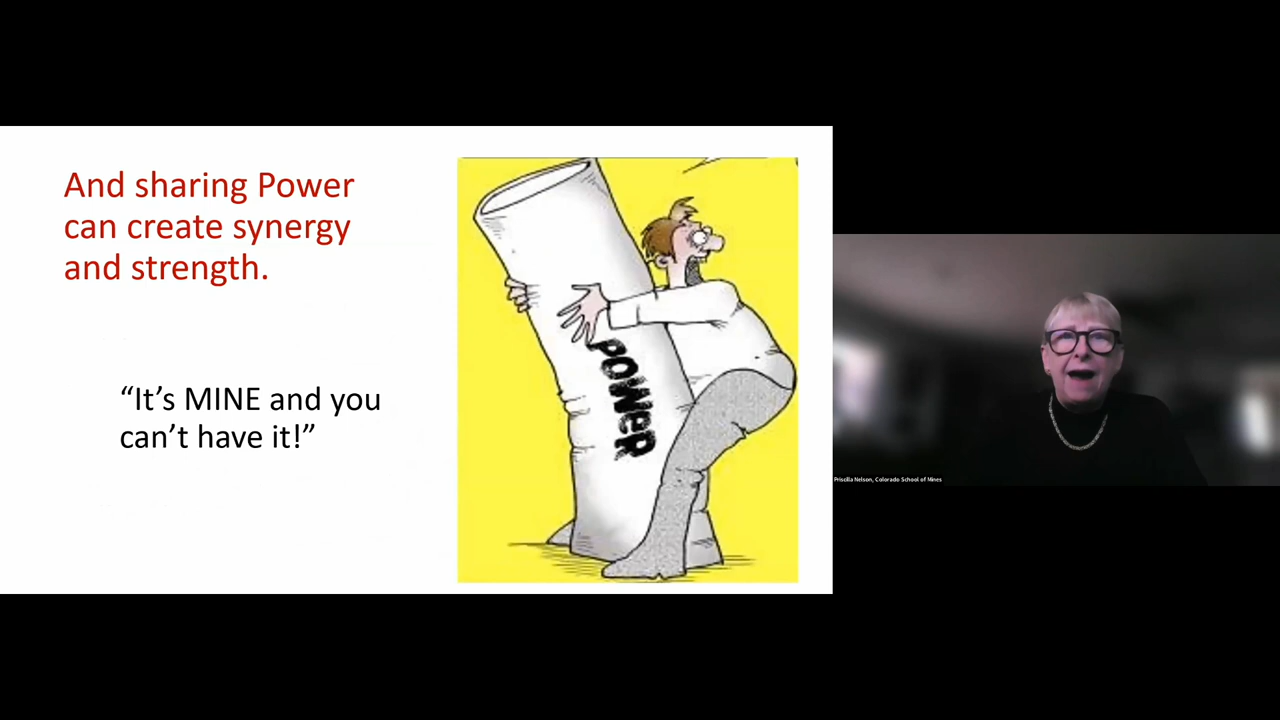 And sharing Power
can create synergy
and strength.
“It’s MINE and you
can’t have it!”
POWeR
Priscilla Nelson, Colorado School of Mines